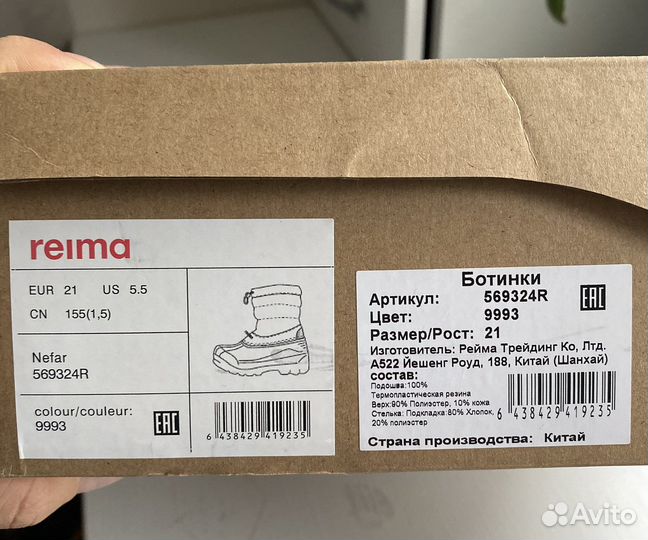 reima
EUR 21 US 5.5
CN 155(1,5)
Nefar
569324R
colour/couleur:
9993
EAC
6 438429 419235
Ботинки
Артикул: 569324R
Цвет: 9993
Размер/Рост: 21
EAC
Изготовитель: Рейма Трейдинг Ко, Лтд.
А522 Йешенг Роуд, 188, Китай (Шанхай)
состав:
Подошва:100%
Термопластическая резина
Верх:90% Полиэстер, 10% кожа
Стелька: Подкладка:80% Хлопок,
20% полиэстер
6 438429 419235
Страна производства: Китай
Avito